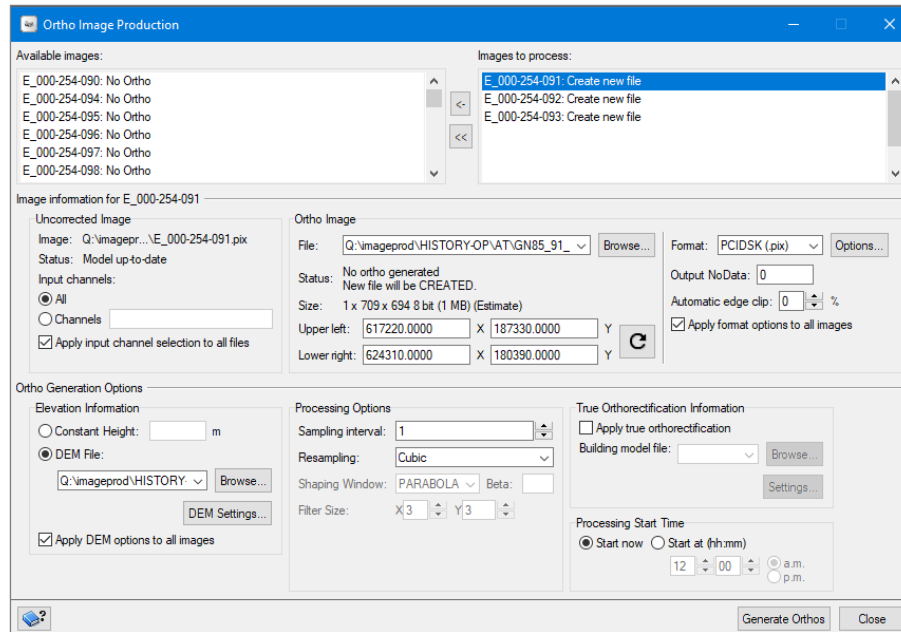 Ortho Image Production
Available images:
Images to process:
E_000-254-090: No Ortho
E_000-254-094: No Ortho
E_000-254-095: No Ortho
E_000-254-096: No Ortho
E_000-254-097: No Ortho
E_000-254-098: No Ortho
<-
<<
E_000-254-091: Create new file
E_000-254-092: Create new file
E_000-254-093: Create new file
Image information for E_000-254-091
Uncorrected Image
Image: Q:\imagepr...\E_000-254-091.pix
Status: Model up-to-date
Input channels:
All
Channels
Apply input channel selection to all files
Ortho Image
File: Q:\imageprod\HISTORY-OP\AT\GN85_91_ Browse...
Status: No ortho generated
New file will be CREATED.
Size: 1 x 709 x 694 8 bit (1 MB) (Estimate)
Upper left: 617220.0000 X 187330.0000 Y
Lower right: 624310.0000 X 180390.0000 Y
Format: PCIDSK (.pix) Options...
Output NoData: 0
Automatic edge clip: 0 %
Apply format options to all images
Ortho Generation Options
Elevation Information
Constant Height: m
DEM File:
Q:\imageprod\HISTORY- Browse...
DEM Settings...
Apply DEM options to all images
Processing Options
Sampling interval: 1
Resampling: Cubic
Shaping Window: PARABOLA Beta:
Filter Size: X 3 Y 3
True Orthorectification Information
Apply true orthorectification
Building model file: Browse...
Settings...
Processing Start Time
Start now Start at (hh:mm)
12 00 a.m.
p.m.
?
Generate Orthos Close